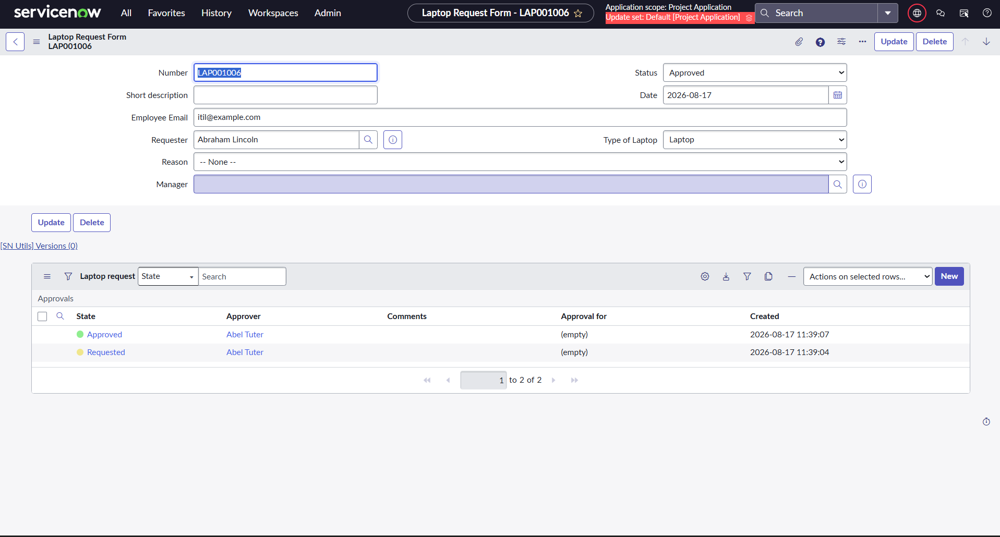 servicenow All Favorites History Workspaces Admin Laptop Request Form - LAP001006 Application scope: Project Application Search
Update set: Default [Project Application]
Laptop Request Form
LAP001006
Update Delete
Number LAP001006 Status Approved
Short description Date 2026-08-17
Employee Email itil@example.com
Requester Abraham Lincoln Type of Laptop Laptop
Reason -- None --
Manager
Update Delete
[SN Utils] Versions (0)
Laptop request State Search Actions on selected rows... New
Approvals
State Approver Comments Approval for Created
Approved Abel Tuter (empty) 2026-08-17 11:39:07
Requested Abel Tuter (empty) 2026-08-17 11:39:04
1 to 2 of 2